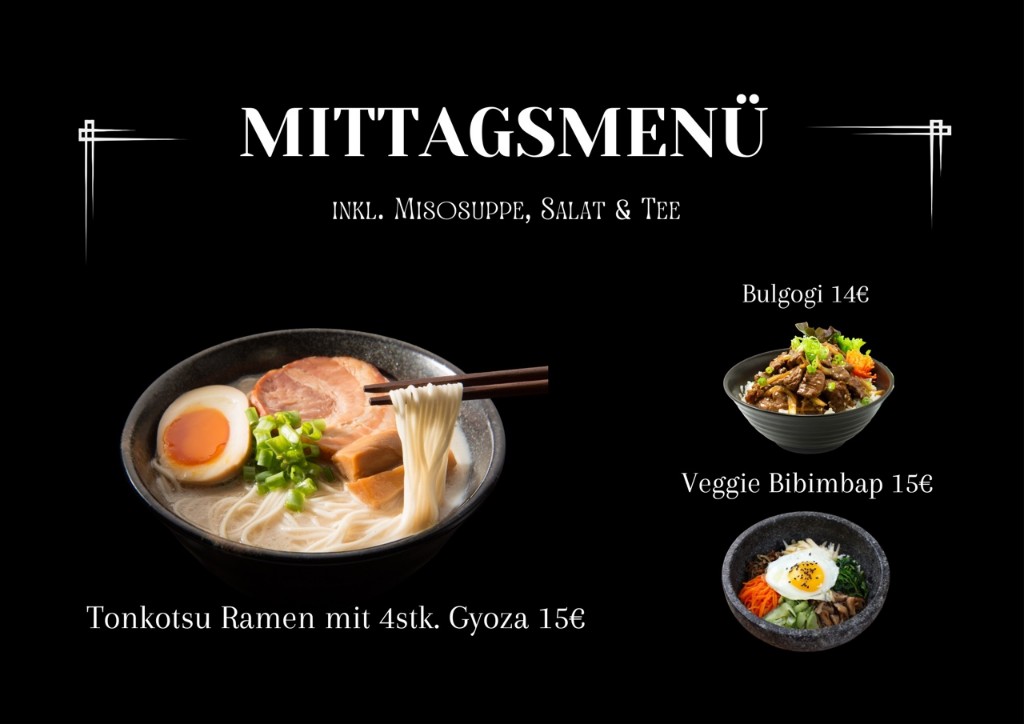 MITTAGSMENÜ
INKL. MISOSUPPE, SALAT & TEE
Bulgogi 14€
Veggie Bibimbap 15€
Tonkotsu Ramen mit 4stk. Gyoza 15€